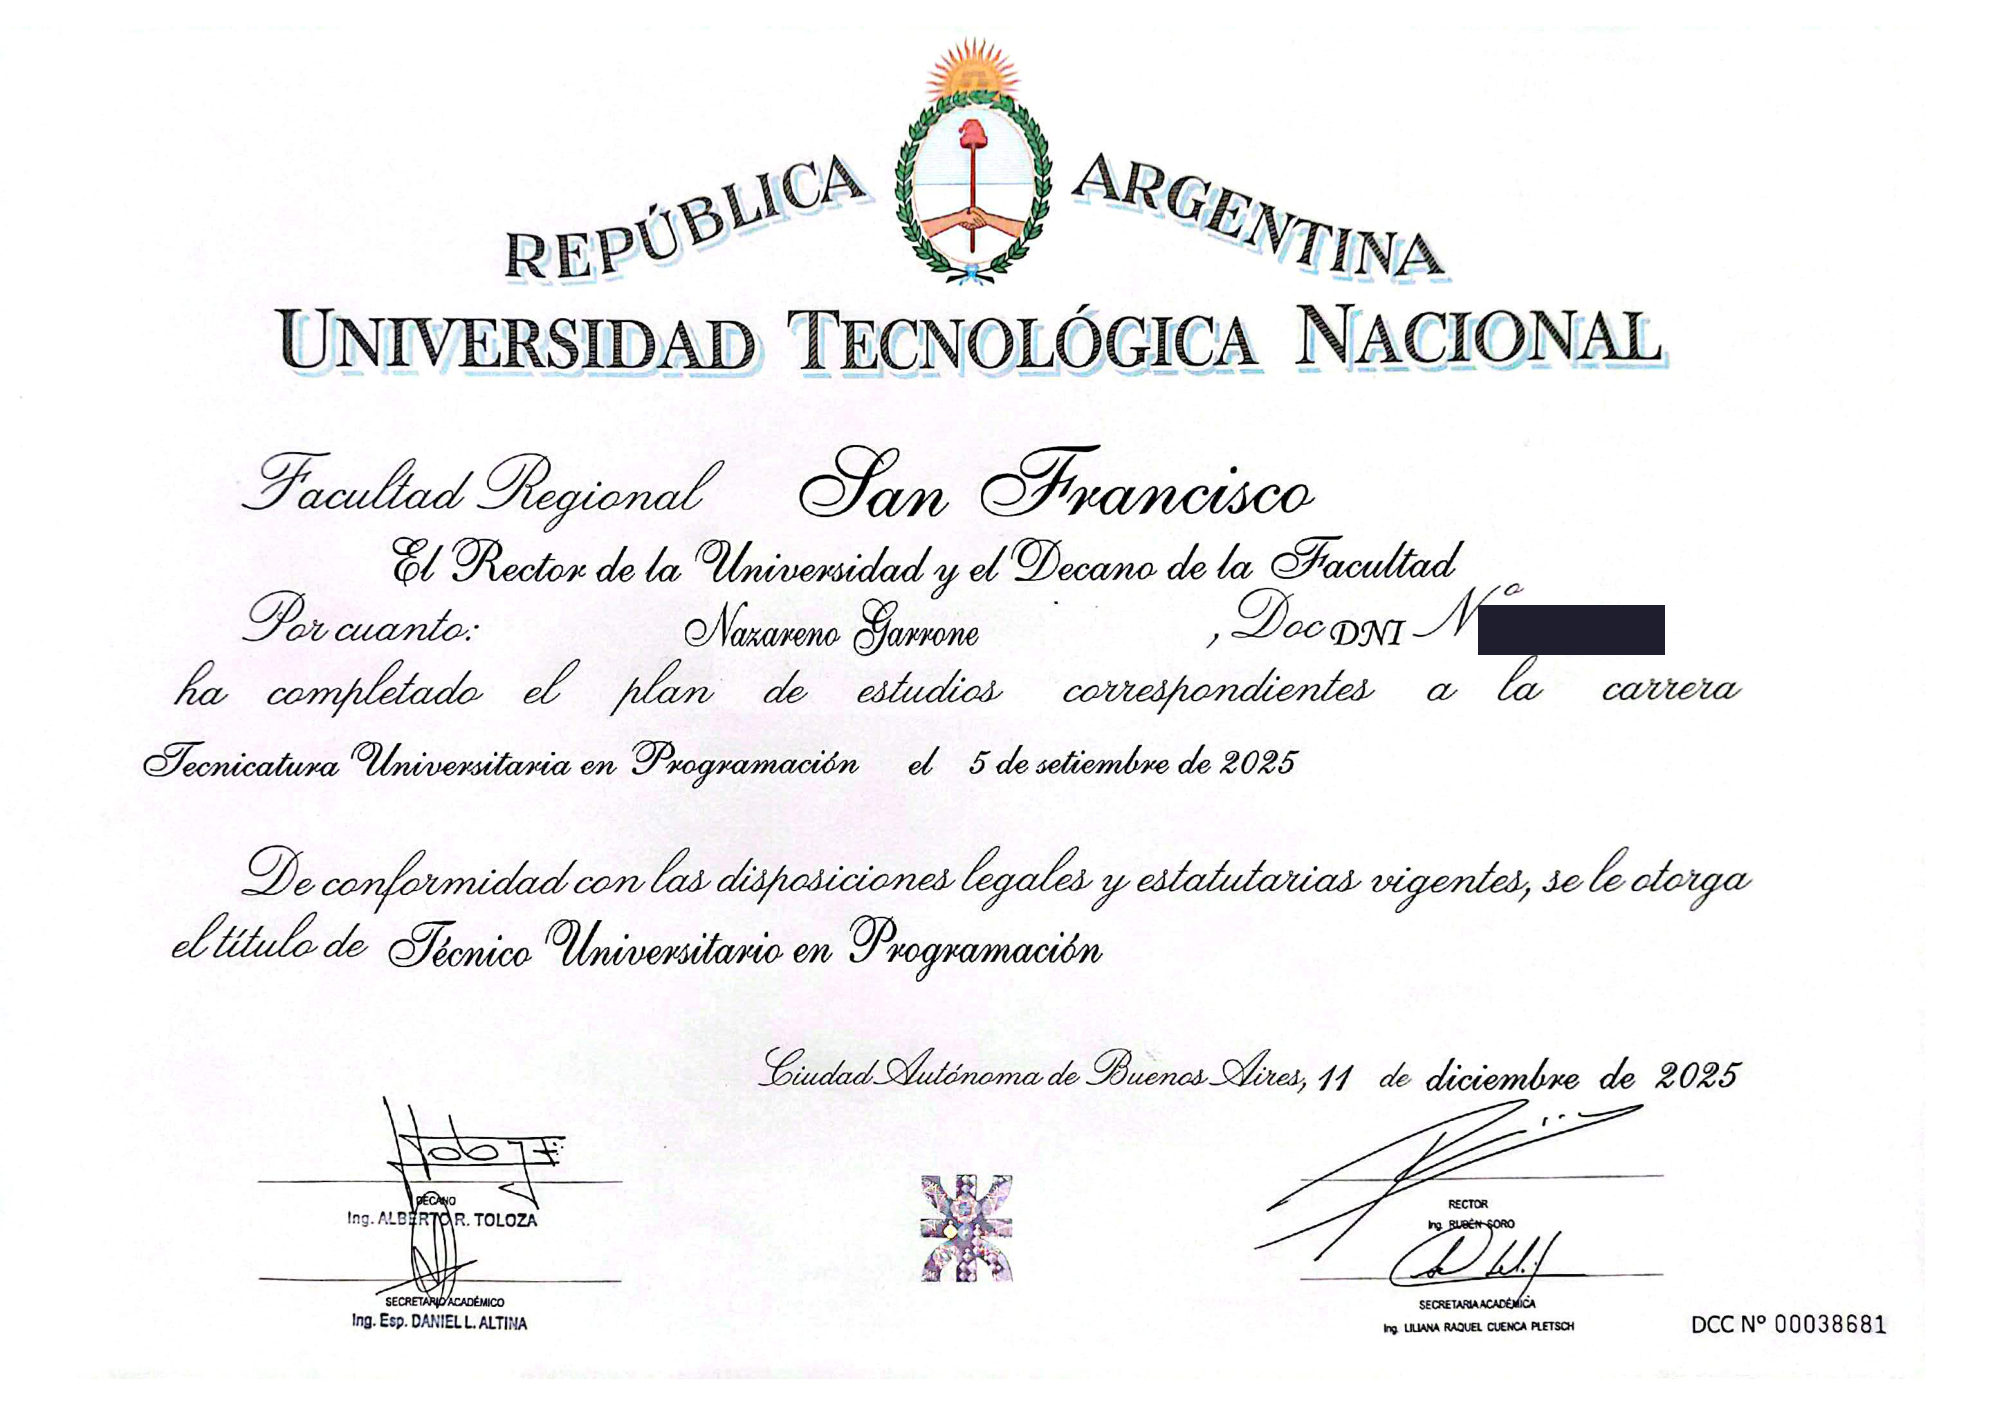 REPÚBLICA ARGENTINA
UNIVERSIDAD TECNOLÓGICA NACIONAL
Facultad Regional San Francisco
El Rector de la Universidad y el Decano de la Facultad
Por cuanto: Nazareno Garrone , Doc DNI Nº
ha completado el plan de estudios correspondientes a la carrera
Tecnicatura Universitaria en Programación el 5 de setiembre de 2025
De conformidad con las disposiciones legales y estatutarias vigentes, se le otorga
el título de Técnico Universitario en Programación
Ciudad Autónoma de Buenos Aires, 11 de diciembre de 2025
DECANO
Ing. ALBERTO R. TOLOZA
SECRETARIO ACADÉMICO
Ing. Esp. DANIEL L. ALTINA
RECTOR
Ing. RUBÉN SORO
SECRETARIA ACADÉMICA
Ing. LILIANA RAQUEL CUENCA PLETSCH
DCC Nº 00038681